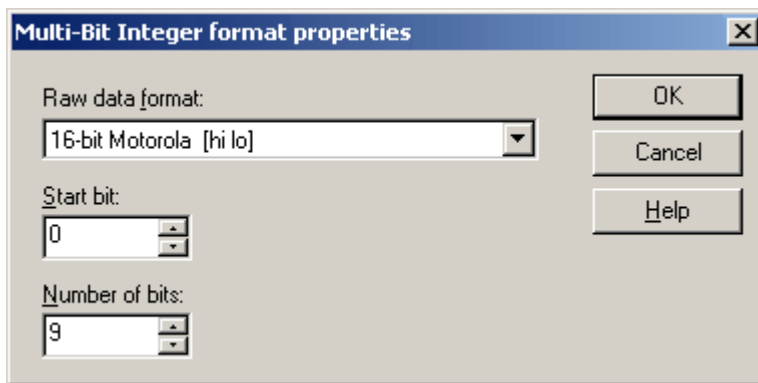 Multi-Bit Integer format properties
Raw data format:
16-bit Motorola  [hi lo]
Start bit:
0
Number of bits:
9
OK
Cancel
Help